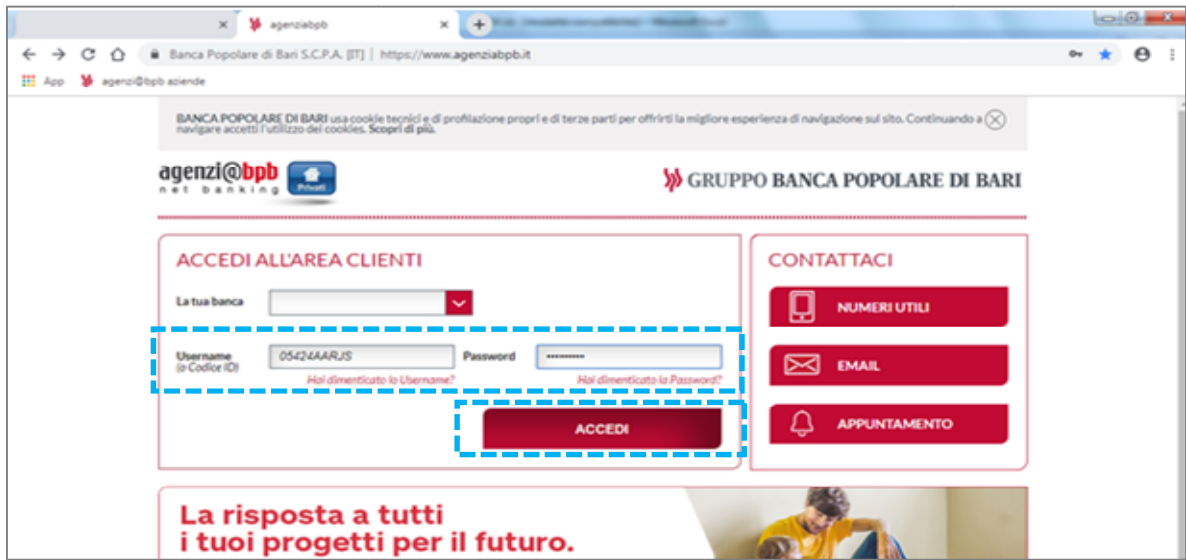 agenziabpb
Banca Popolare di Bari S.C.P.A. [IT] | https://www.agenziabpb.it
App agenzi@bpb aziende
BANCA POPOLARE DI BARI usa cookie tecnici e di profilazione propri e di terze parti per offrirti la migliore esperienza di navigazione sul sito. Continuando a
navigare accetti l'utilizzo dei cookies. Scopri di più.
agenzi@bpb
net banking
Privati
GRUPPO BANCA POPOLARE DI BARI
ACCEDI ALL'AREA CLIENTI
La tua banca
Username
(o Codice ID)
05424AARJS
Password
Hai dimenticato lo Username?
Hai dimenticato la Password?
ACCEDI
CONTATTACI
NUMERI UTILI
EMAIL
APPUNTAMENTO
La risposta a tutti
i tuoi progetti per il futuro.